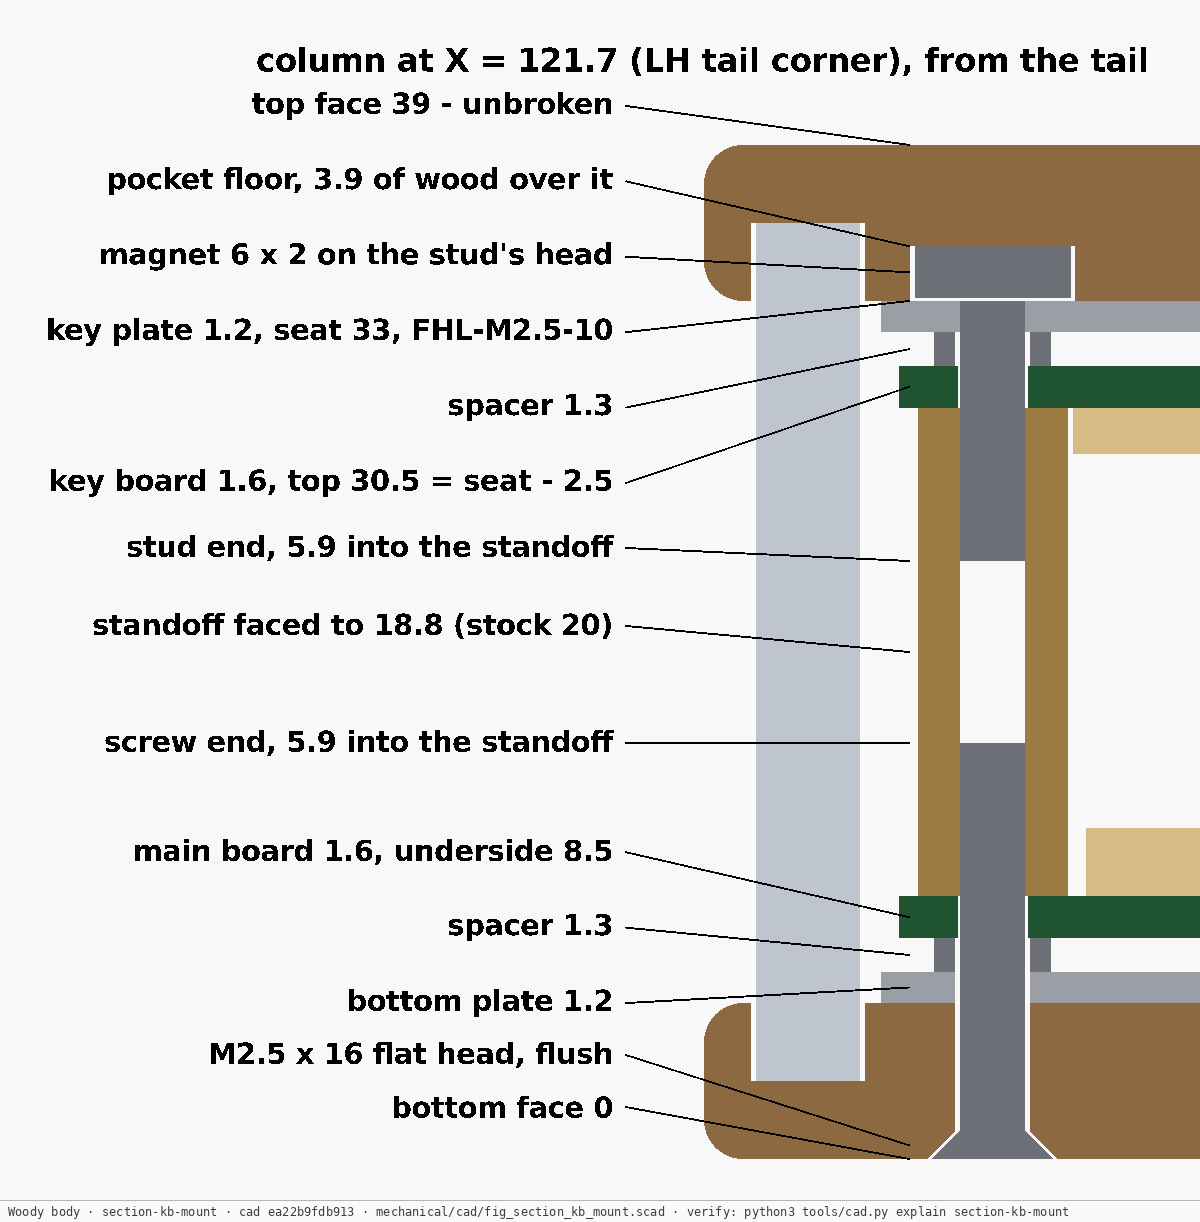 column at X = 121.7 (LH tail corner), from the tail
top face 39 - unbroken
pocket floor, 3.9 of wood over it
magnet 6 x 2 on the stud's head
key plate 1.2, seat 33, FHL-M2.5-10
spacer 1.3
key board 1.6, top 30.5 = seat - 2.5
stud end, 5.9 into the standoff
standoff faced to 18.8 (stock 20)
screw end, 5.9 into the standoff
main board 1.6, underside 8.5
spacer 1.3
bottom plate 1.2
M2.5 x 16 flat head, flush
bottom face 0
Woody body · section-kb-mount · cad ea22b9fdb913 · mechanical/cad/fig_section_kb_mount.scad · verify: python3 tools/cad.py explain section-kb-mount